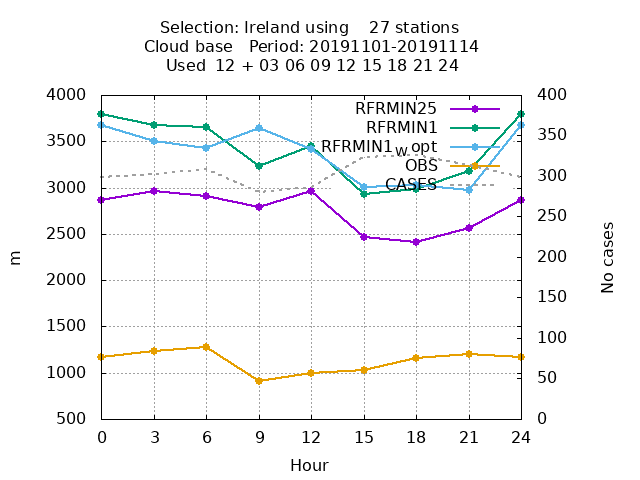 Selection: Ireland using 27 stations
Cloud base Period: 20191101-20191114
Used 12 + 03 06 09 12 15 18 21 24
4000
3500
3000
2500
2000
1500
1000
500
m
400
350
300
250
200
150
100
50
0
No cases
RFRMIN25
RFRMIN1
RFRMIN1w opt
OBS
CASES
0 3 6 9 12 15 18 21 24
Hour